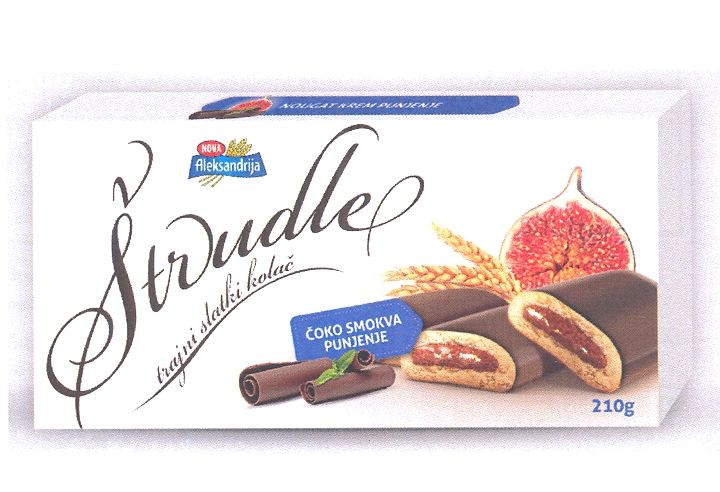 NOUGAT KREM PUNJENJE
NOVA
Aleksandrija
Štrudle
trajni slatki kolač
ČOKO SMOKVA
PUNJENJE
210g